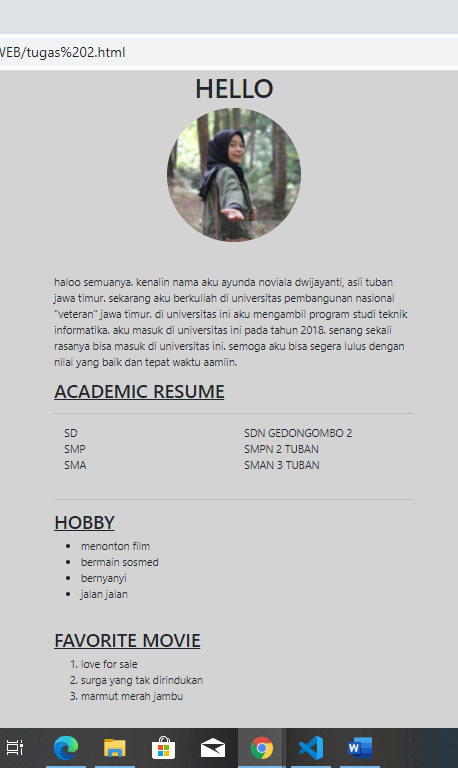 WEB/tugas%202.html
HELLO
haloo semuanya. kenalin nama aku ayunda noviala dwijayanti, asli tuban
jawa timur. sekarang aku berkuliah di universitas pembangunan nasional
"veteran" jawa timur. di universitas ini aku mengambil program studi teknik
informatika. aku masuk di universitas ini pada tahun 2018. senang sekali
rasanya bisa masuk di universitas ini. semoga aku bisa segera lulus dengan
nilai yang baik dan tepat waktu aamiin.
ACADEMIC RESUME
SD SDN GEDONGOMBO 2
SMP SMPN 2 TUBAN
SMA SMAN 3 TUBAN
HOBBY
• menonton film
• bermain sosmed
• bernyanyi
• jalan jalan
FAVORITE MOVIE
1. love for sale
2. surga yang tak dirindukan
3. marmut merah jambu
W